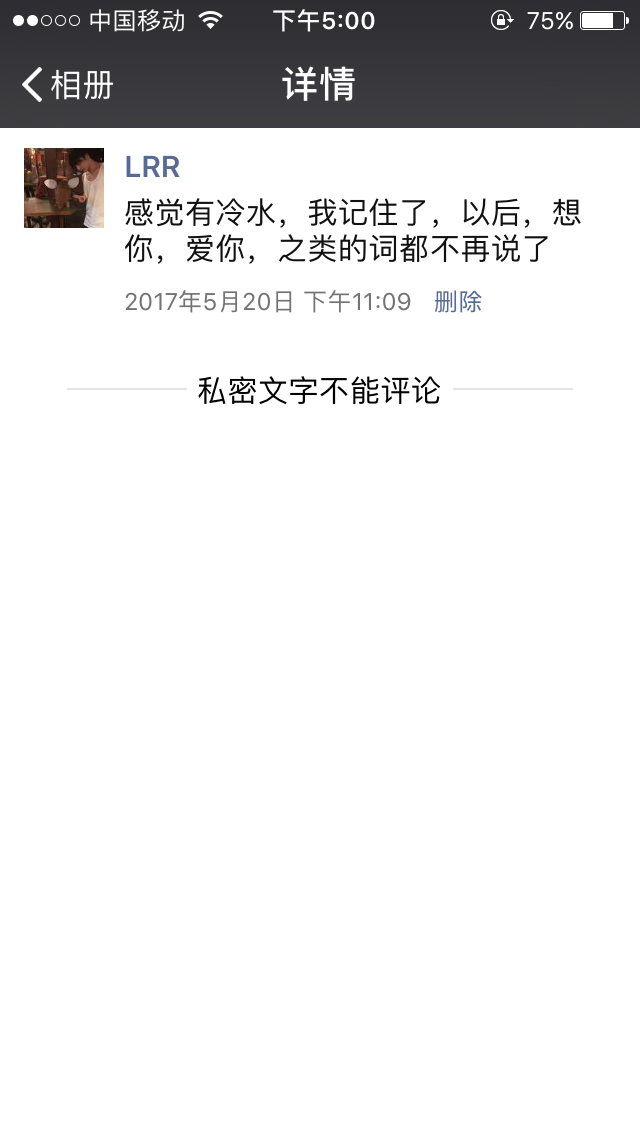 中国移动 下午5:00 75%
相册 详情
LRR
感觉有冷水，我记住了，以后，想
你，爱你，之类的词都不再说了
2017年5月20日 下午11:09 删除
私密文字不能评论